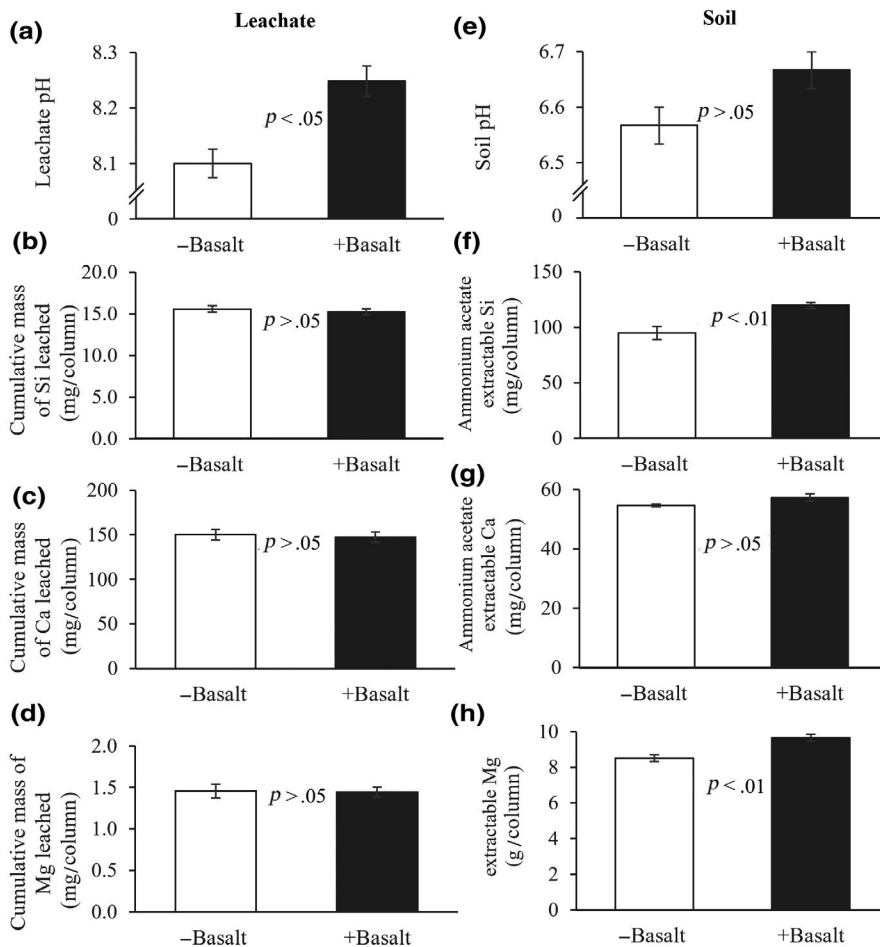 Leachate
(a)
Leachate pH
8.3
8.2
8.1
0
p < .05
−Basalt
+Basalt
(b)
Cumulative mass
of Si leached
(mg/column)
20.0
15.0
10.0
5.0
0.0
p > .05
−Basalt
+Basalt
(c)
Cumulative mass
of Ca leached
(mg/column)
200
150
100
50
0
p > .05
−Basalt
+Basalt
(d)
Cumulative mass of
Mg leached
(mg/column)
2.0
1.5
1.0
0.5
0.0
p > .05
−Basalt
+Basalt
Soil
(e)
Soil pH
6.7
6.6
6.5
0
p > .05
−Basalt
+Basalt
(f)
Ammonium acetate
extractable Si
(mg/column)
150
100
50
0
p < .01
−Basalt
+Basalt
(g)
Ammonium acetate
extractable Ca
(mg/column)
60
40
20
0
p > .05
−Basalt
+Basalt
(h)
extractable Mg
(g/column)
10
8
6
4
2
0
p < .01
−Basalt
+Basalt